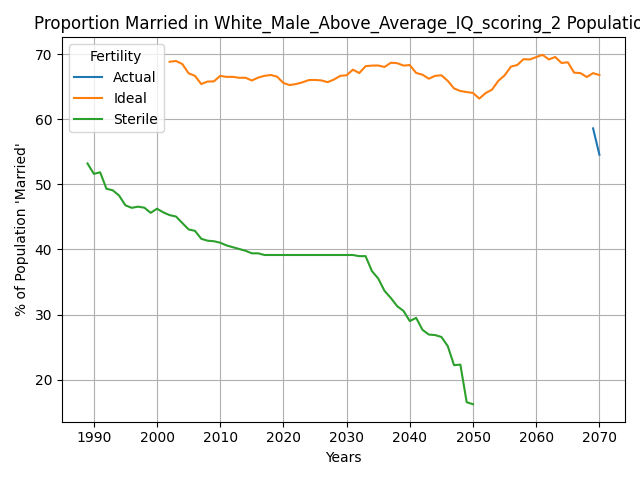 Proportion Married in White_Male_Above_Average_IQ_scoring_2 Populatio
Fertility
Actual
Ideal
Sterile
% of Population 'Married'
70
60
50
40
30
20
1990 2000 2010 2020 2030 2040 2050 2060 2070
Years